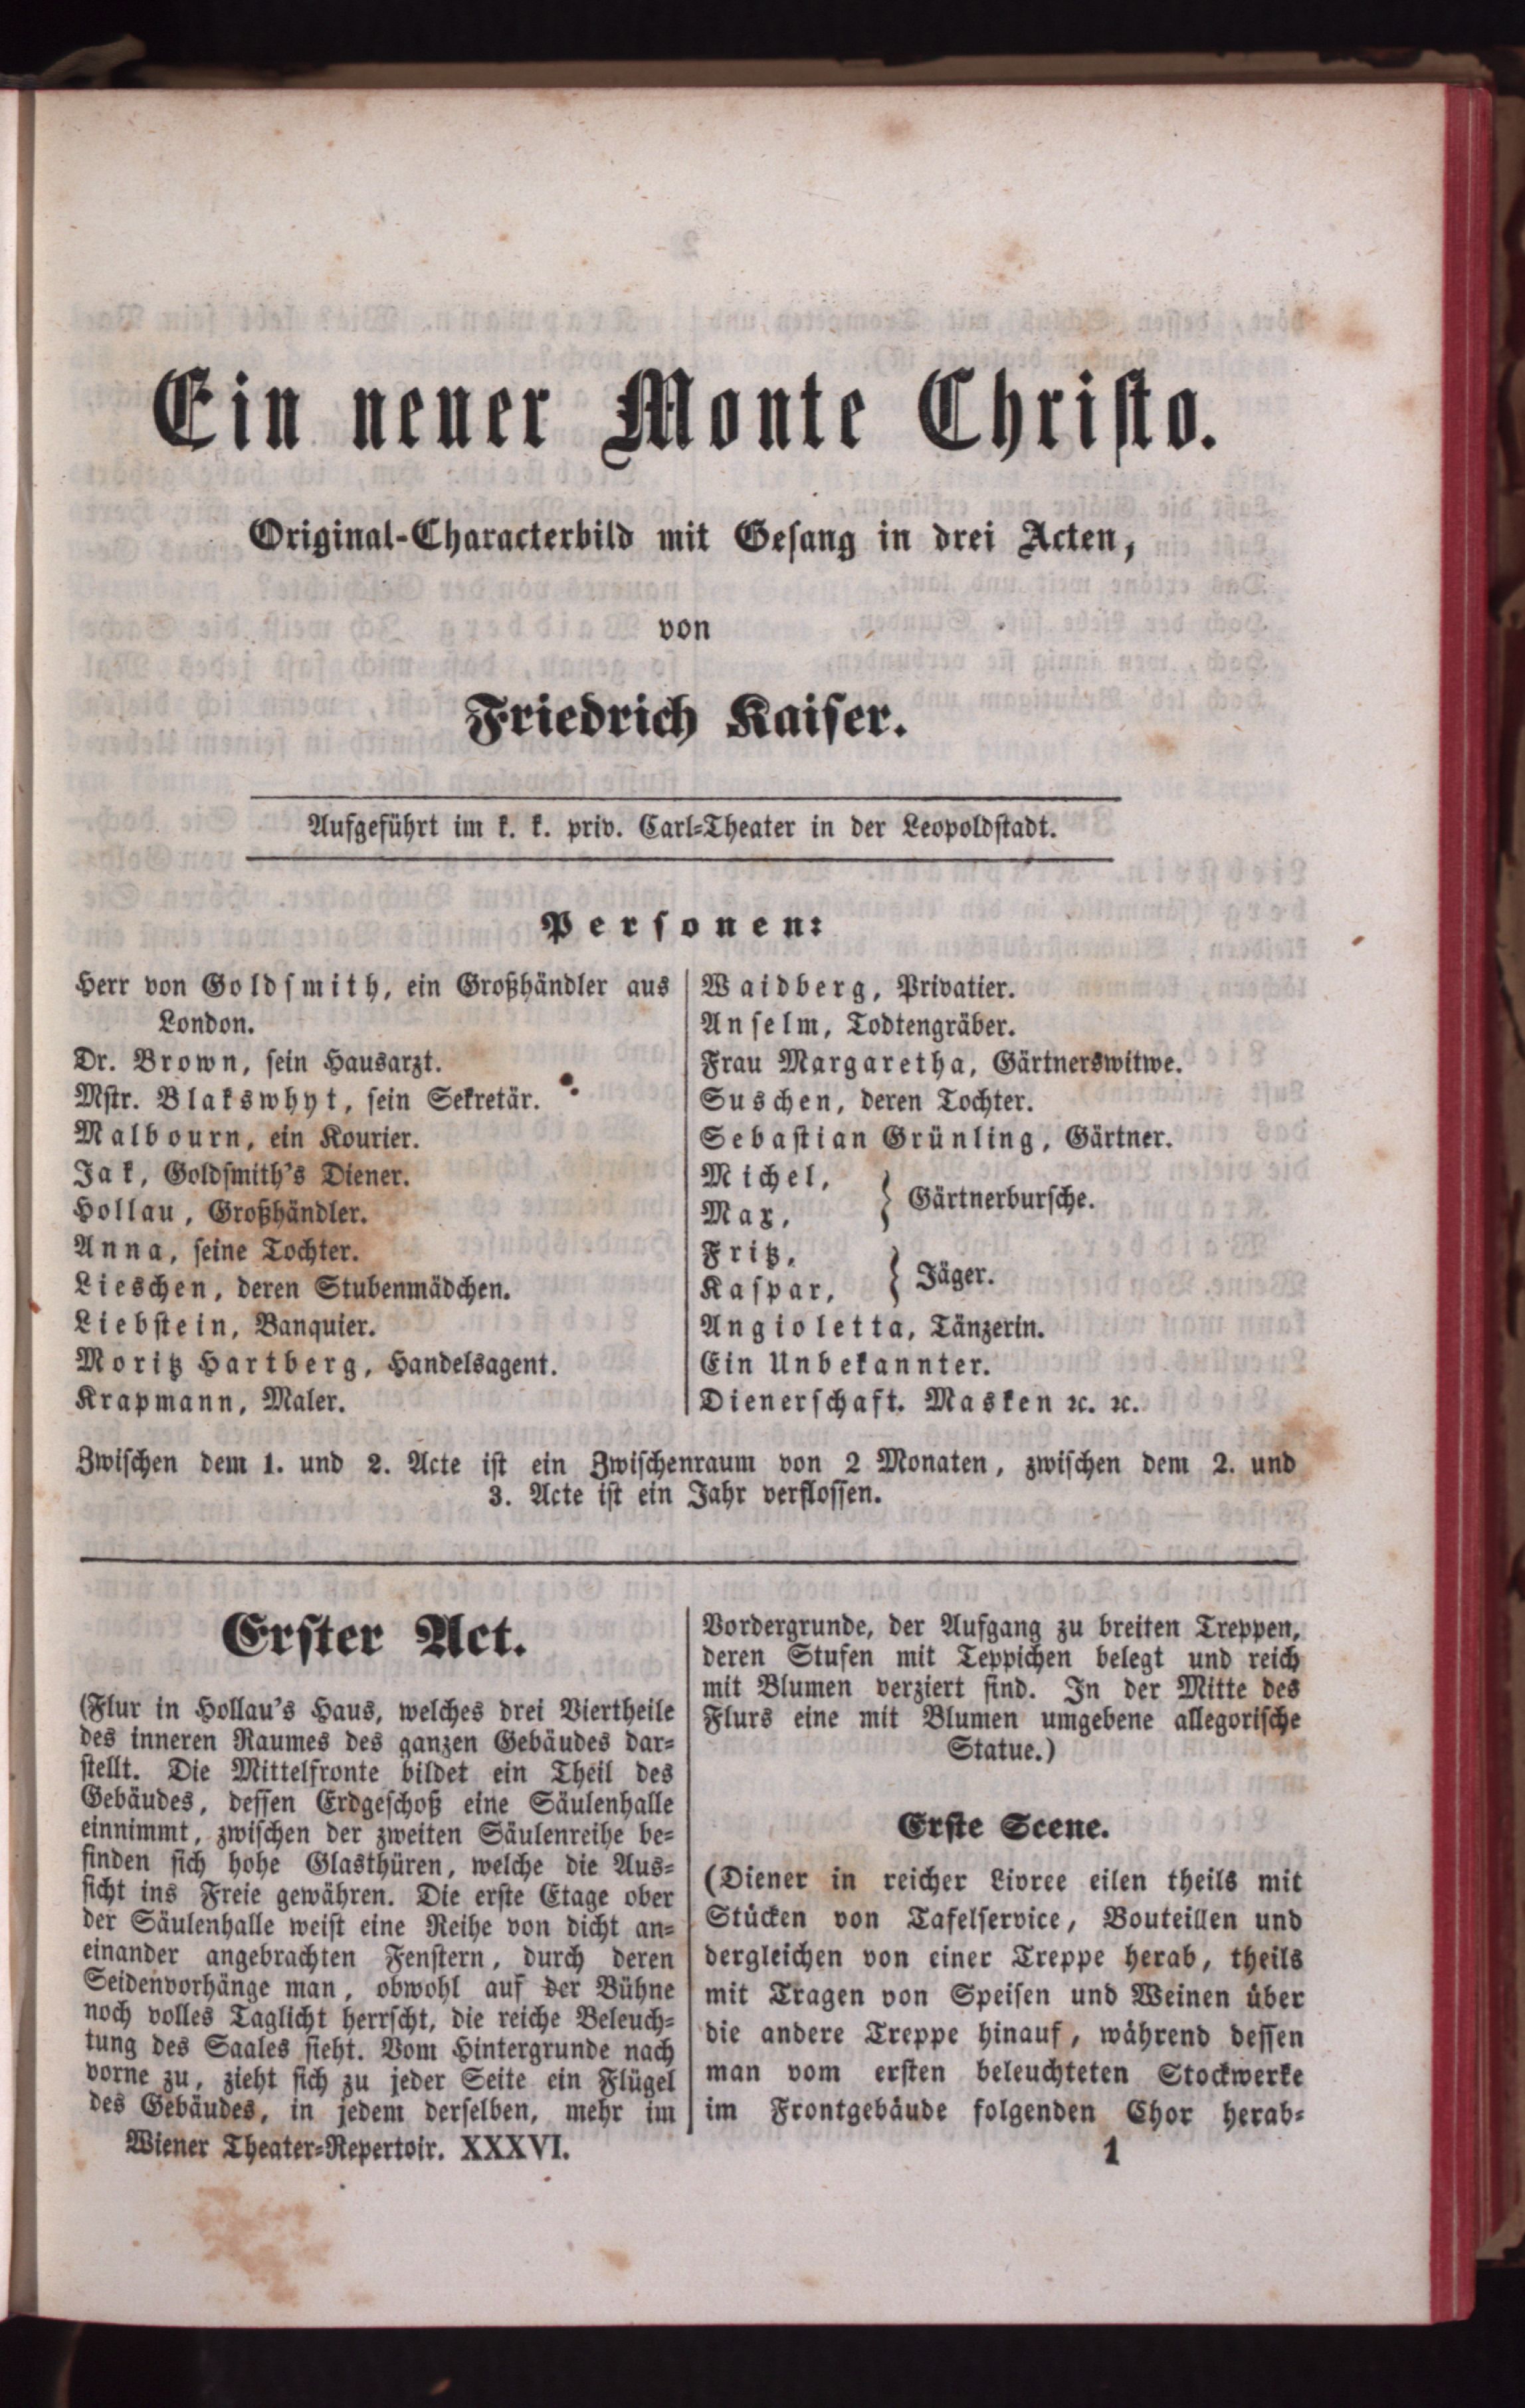 Ein neuer Monte Christo.
Original-Characterbild mit Gesang in drei Acten,
von
Friedrich Kaiser.
Aufgeführt im k. k. priv. Carl-Theater in der Leopoldstadt.
Personen:
Herr von Goldsmith, ein Großhändler aus
London.
Dr. Brown, sein Hausarzt.
Mstr. Blakswhyt, sein Sekretär.
Malbourn, ein Kourier.
Jak, Goldsmith's Diener.
Hollau, Großhändler.
Anna, seine Tochter.
Lieschen, deren Stubenmädchen.
Liebstein, Banquier.
Moritz Hartberg, Handelsagent.
Krapmann, Maler.
Waidberg, Privatier.
Anselm, Todtengräber.
Frau Margaretha, Gärtnerswitwe.
Suschen, deren Tochter.
Sebastian Grünling, Gärtner.
Michel,
Max,
} Gärtnerbursche.
Fritz,
Kaspar,
} Jäger.
Angioletta, Tänzerin.
Ein Unbekannter.
Dienerschaft. Masken ꝛc. ꝛc.
Zwischen dem 1. und 2. Acte ist ein Zwischenraum von 2 Monaten, zwischen dem 2. und
3. Acte ist ein Jahr verflossen.
Erster Act.
(Flur in Hollau's Haus, welches drei Viertheile
des inneren Raumes des ganzen Gebäudes dar-
stellt. Die Mittelfronte bildet ein Theil des
Gebäudes, dessen Erdgeschoß eine Säulenhalle
einnimmt, zwischen der zweiten Säulenreihe be-
finden sich hohe Glasthüren, welche die Aus-
sicht ins Freie gewähren. Die erste Etage ober
der Säulenhalle weist eine Reihe von dicht an-
einander angebrachten Fenstern, durch deren
Seidenvorhänge man, obwohl auf der Bühne
noch volles Taglicht herrscht, die reiche Beleuch-
tung des Saales sieht. Vom Hintergrunde nach
vorne zu, zieht sich zu jeder Seite ein Flügel
des Gebäudes, in jedem derselben, mehr im
Wiener Theater-Repertoir. XXXVI.
Vordergrunde, der Aufgang zu breiten Treppen,
deren Stufen mit Teppichen belegt und reich
mit Blumen verziert sind. In der Mitte des
Flurs eine mit Blumen umgebene allegorische
Statue.)
Erste Scene.
(Diener in reicher Livree eilen theils mit
Stücken von Tafelservice, Bouteillen und
dergleichen von einer Treppe herab, theils
mit Tragen von Speisen und Weinen über
die andere Treppe hinauf, während dessen
man vom ersten beleuchteten Stockwerke
im Frontgebäude folgenden Chor herab-
1